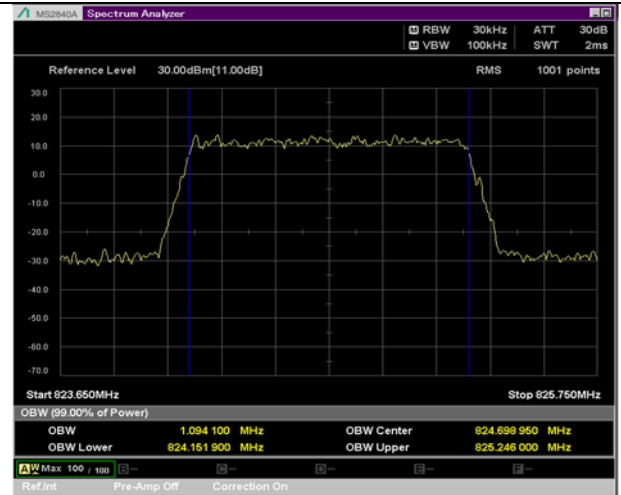 MS2840A Spectrum Analyzer
M RBW 30kHz ATT 30dB
M VBW 100kHz SWT 2ms
Reference Level 30.00dBm[11.00dB] RMS 1001 points
30.0
20.0
10.0
0.0
-10.0
-20.0
-30.0
-40.0
-50.0
-60.0
-70.0
Start 823.650MHz Stop 825.750MHz
OBW (99.00% of Power)
OBW 1.094 100 MHz OBW Center 824.698 950 MHz
OBW Lower 824.151 900 MHz OBW Upper 825.246 000 MHz
A W Max 100 / 100 B- C- D- E- F-
Ref.Int Pre-Amp Off Correction On